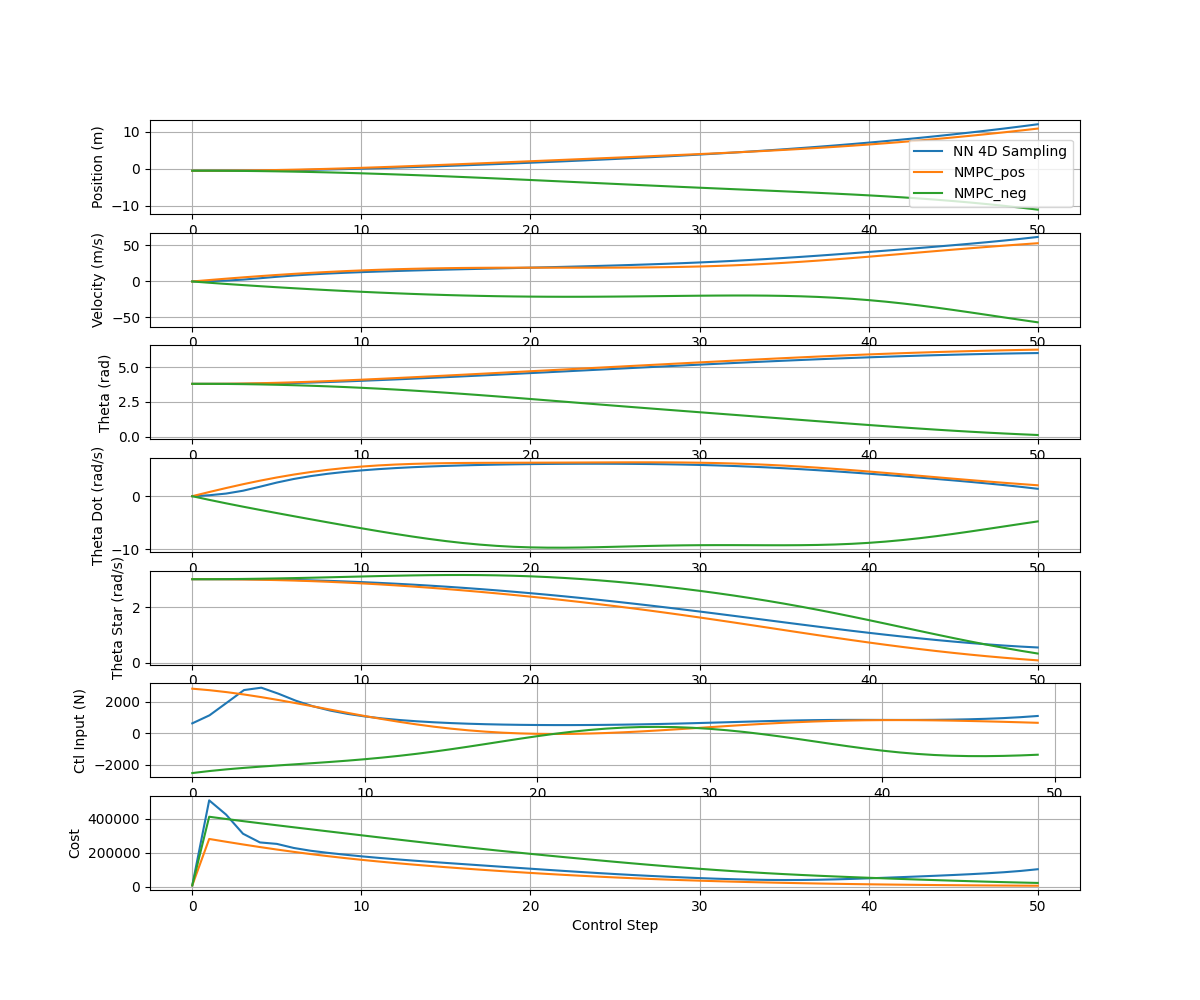 Position (m)
10
0
−10
NN 4D Sampling
NMPC_pos
NMPC_neg
0 10 20 30 40 50
Velocity (m/s)
50
0
−50
0 10 20 30 40 50
Theta (rad)
5.0
2.5
0.0
0 10 20 30 40 50
Theta Dot (rad/s)
0
−10
0 10 20 30 40 50
Theta Star (rad/s)
2
0
0 10 20 30 40 50
Ctl Input (N)
2000
0
−2000
0 10 20 30 40 50
Cost
400000
200000
0
0 10 20 30 40 50
Control Step